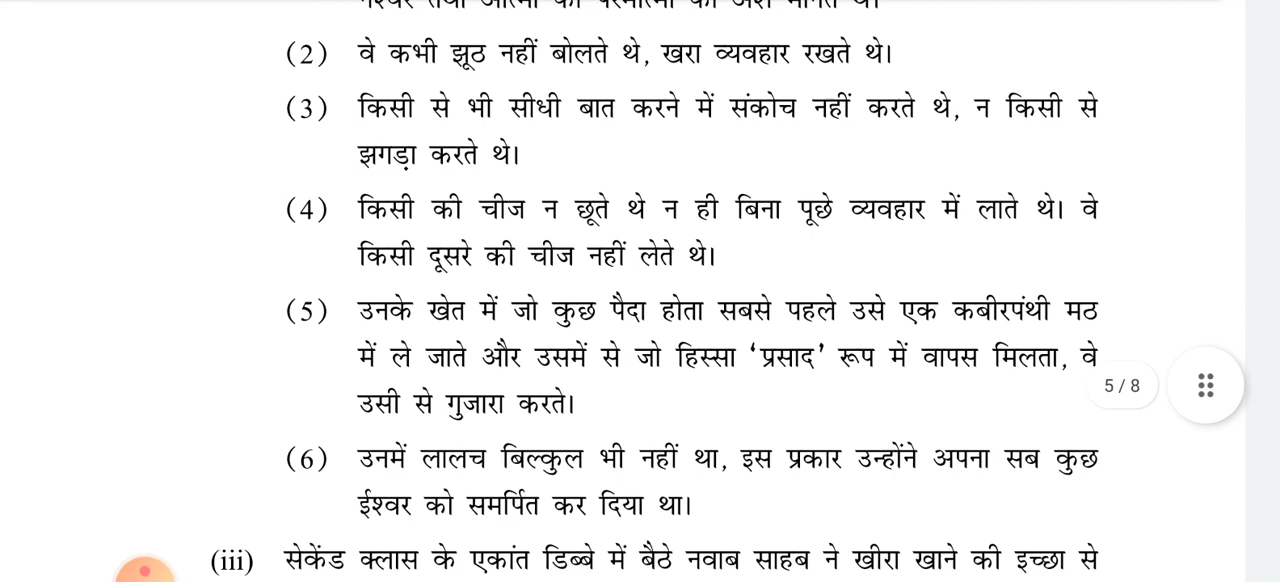 (2) वे कभी झूठ नहीं बोलते थे, खरा व्यवहार रखते थे।
(3) किसी से भी सीधी बात करने में संकोच नहीं करते थे, न किसी से
झगड़ा करते थे।
(4) किसी की चीज न छूते थे न ही बिना पूछे व्यवहार में लाते थे। वे
किसी दूसरे की चीज नहीं लेते थे।
(5) उनके खेत में जो कुछ पैदा होता सबसे पहले उसे एक कबीरपंथी मठ
में ले जाते और उसमें से जो हिस्सा ‘प्रसाद’ रूप में वापस मिलता, वे
उसी से गुजारा करते।
5 / 8
(6) उनमें लालच बिल्कुल भी नहीं था, इस प्रकार उन्होंने अपना सब कुछ
ईश्वर को समर्पित कर दिया था।
(iii) सेकेंड क्लास के एकांत डिब्बे में बैठे नवाब साहब ने खीरा खाने की इच्छा से